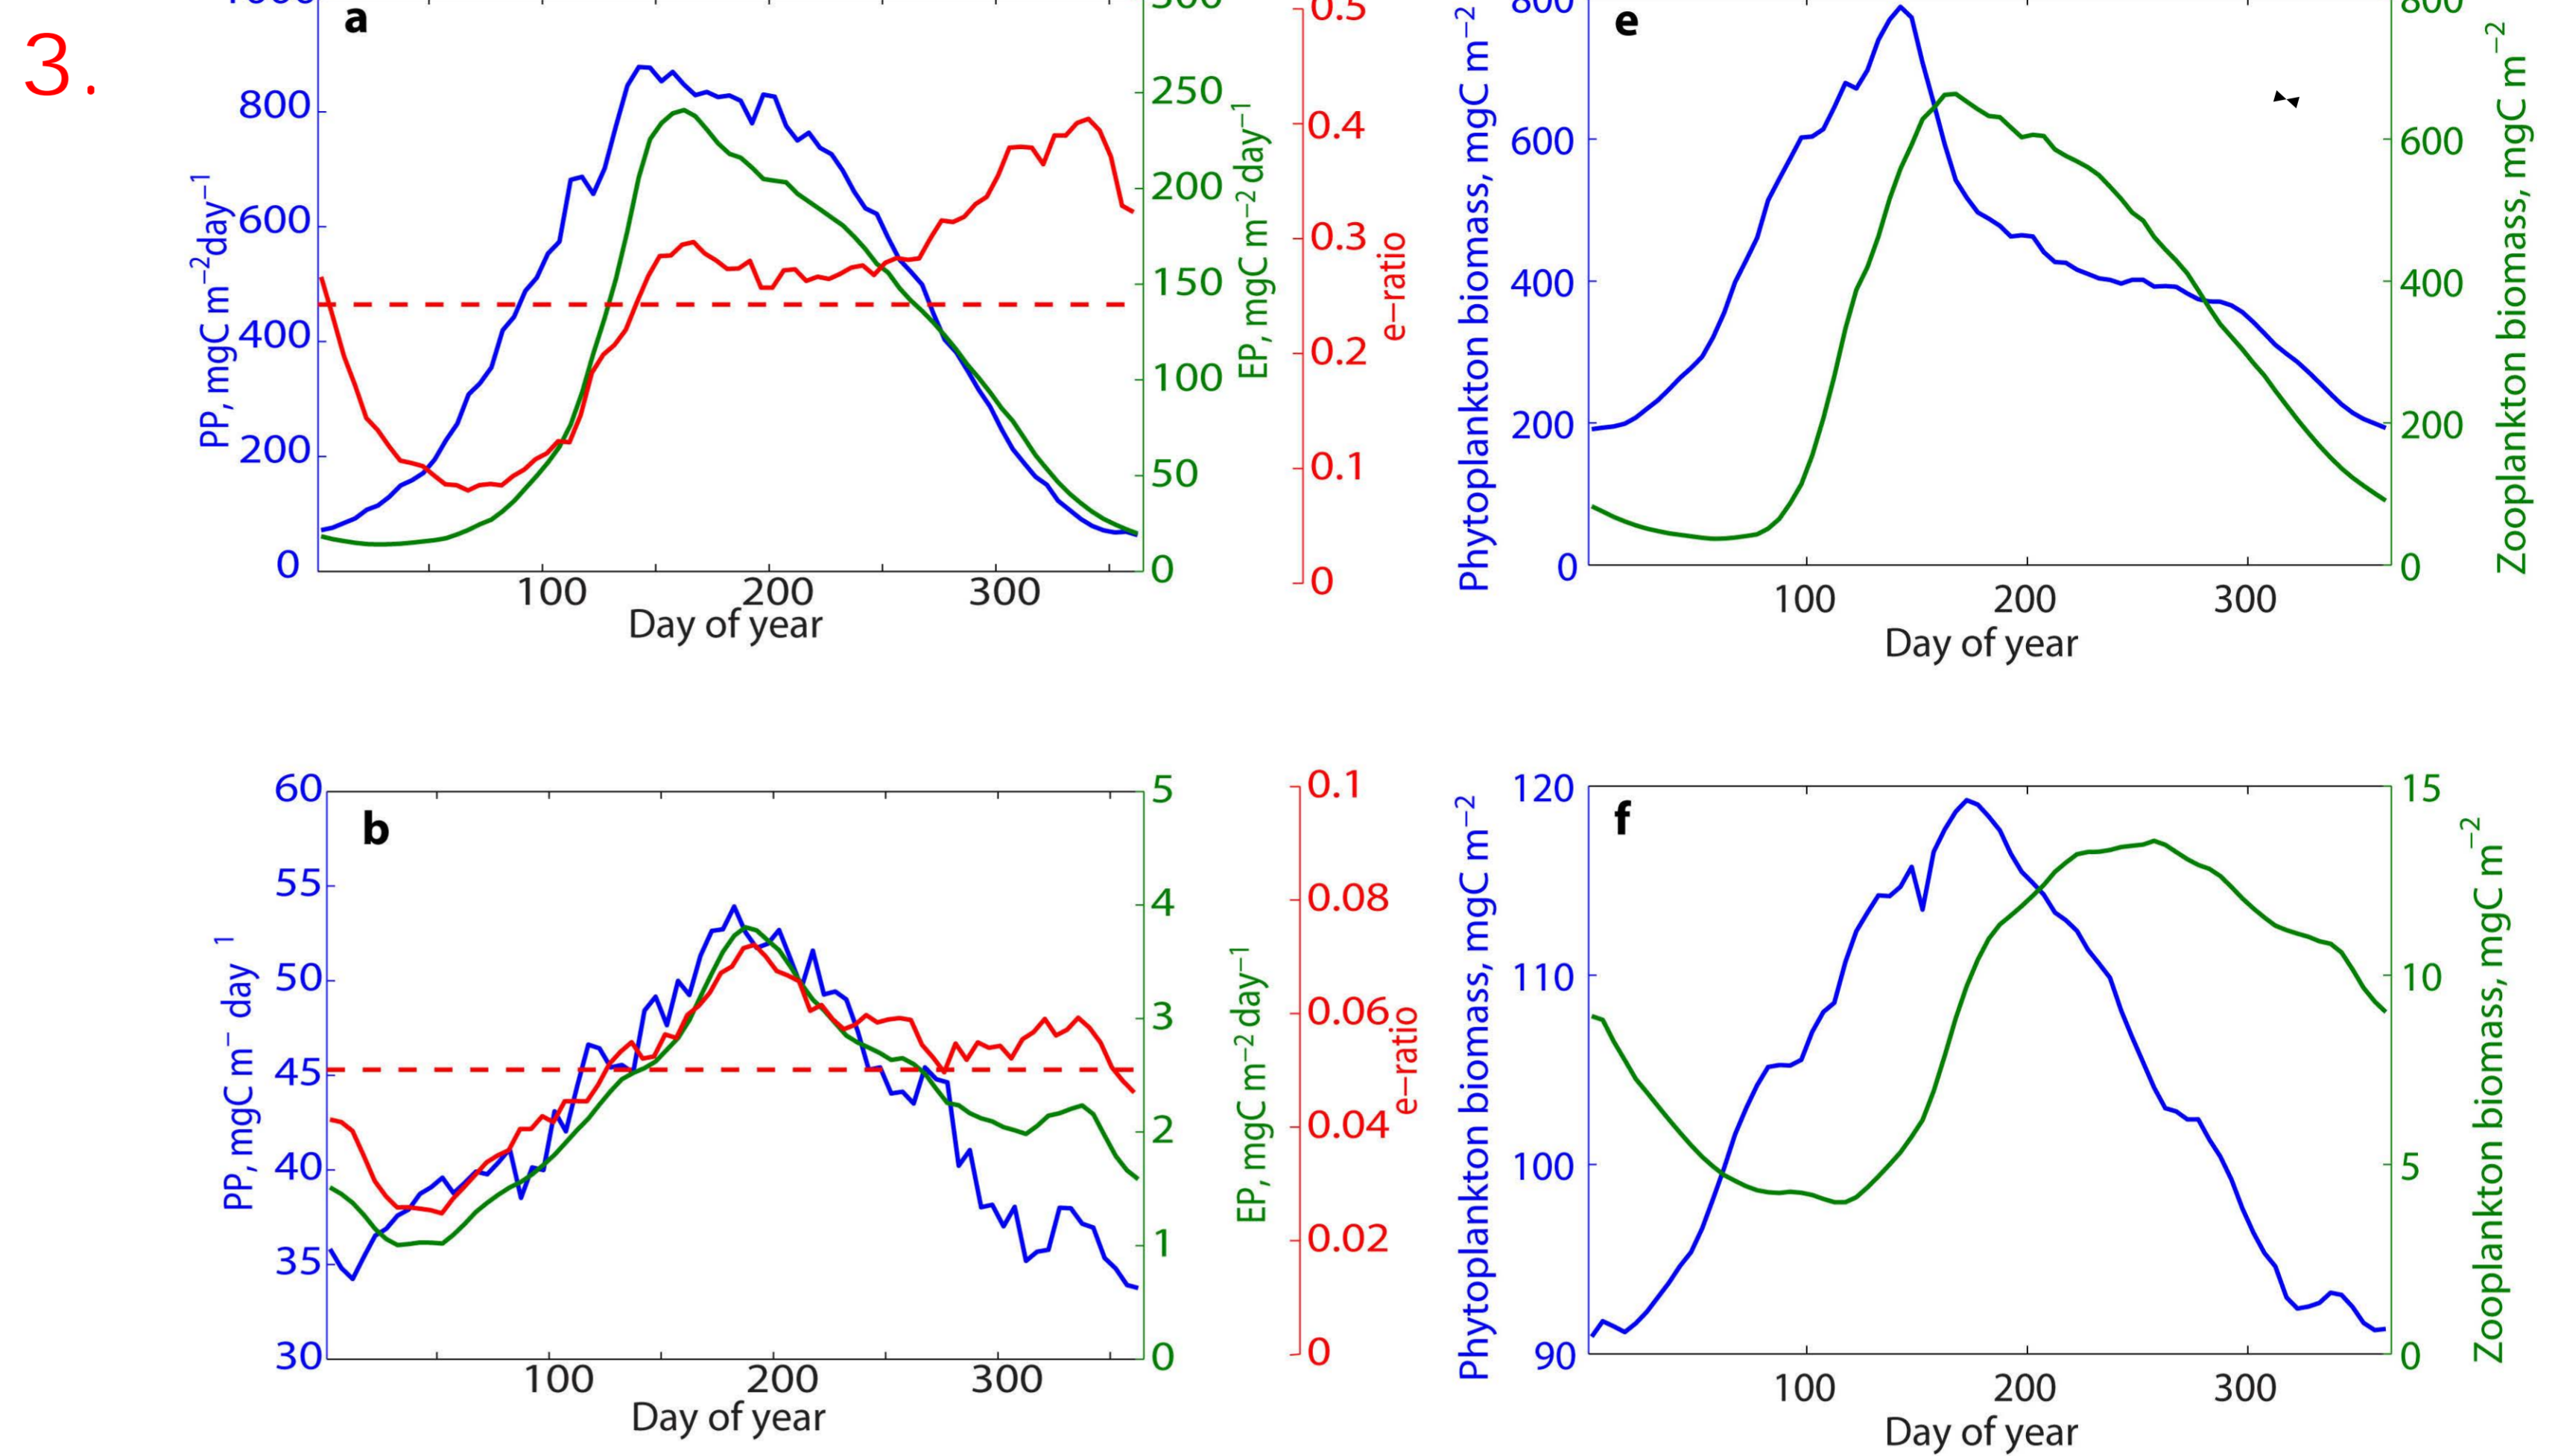 3.
a
800
600
400
200
0
PP, mgC m−2day−1
250
200
150
100
50
0
EP, mgC m−2 day−1
0.5
0.4
0.3
0.2
0.1
0
e−ratio
100 200 300
Day of year
e
800
600
400
200
0
Phytoplankton biomass, mgC m−2
800
600
400
200
0
Zooplankton biomass, mgC m−2
100 200 300
Day of year
b
60
55
50
45
40
35
30
PP, mgC m− day 1
5
4
3
2
1
0
EP, mgC m−2 day−1
0.1
0.08
0.06
0.04
0.02
0
e−ratio
100 200 300
Day of year
f
120
110
100
90
Phytoplankton biomass, mgC m−2
15
10
5
0
Zooplankton biomass, mgC m−2
100 200 300
Day of year